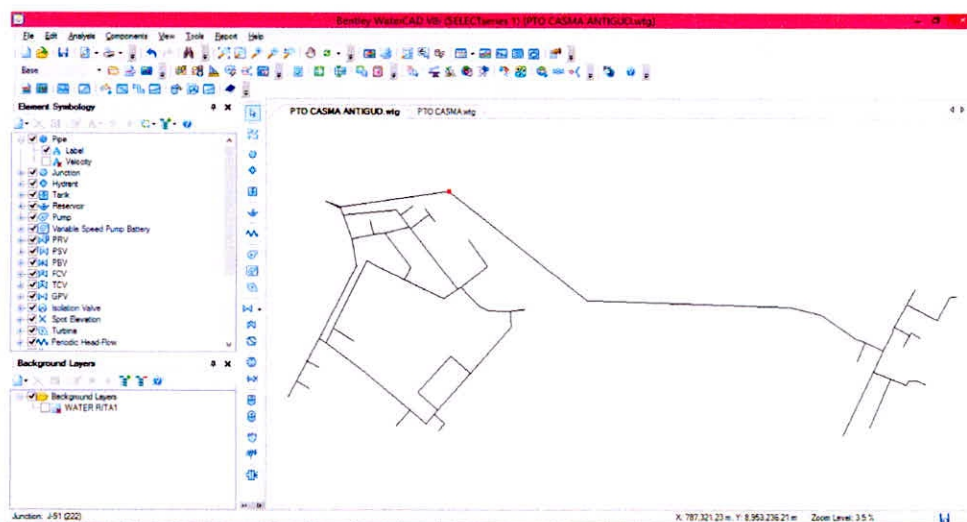 Bentley WaterCAD V8i (SELECTseries 1) [PTO CASMA ANTIGUO.wtg]
File Edit Analysis Components View Tools Report Help
Base
Element Symbology
Pipe
Label
Velocity
Junction
Hydrant
Tank
Reservoir
Pump
Variable Speed Pump Battery
PRV
PSV
PBV
FCV
TCV
GPV
Isolation Valve
Spot Elevation
Turbine
Periodic Head-Flow
Background Layers
Background Layers
WATER RITA1
PTO CASMA ANTIGUO.wtg PTO CASMA.wtg
Junction: J-91 (222)
X: 787,321.23 m, Y: 8,953,236.21 m Zoom Level: 3.5 %